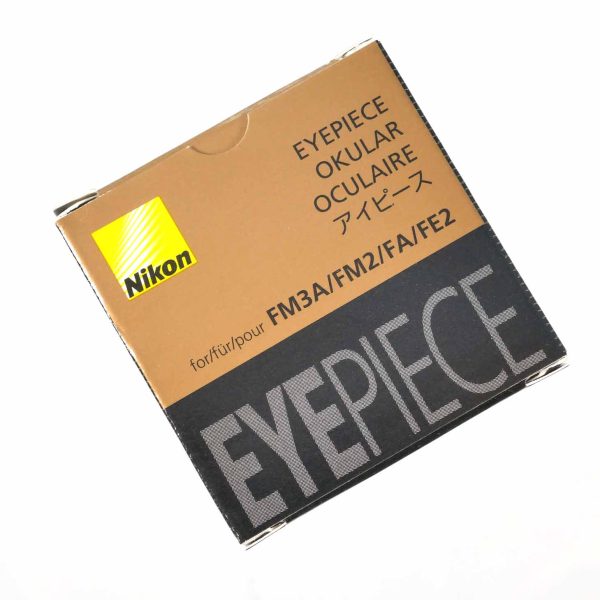 EYEPIECE
OKULAR
OCULAIRE
アイピース
Nikon
for/für/pour FM3A/FM2/FA/FE2
EYEPIECE